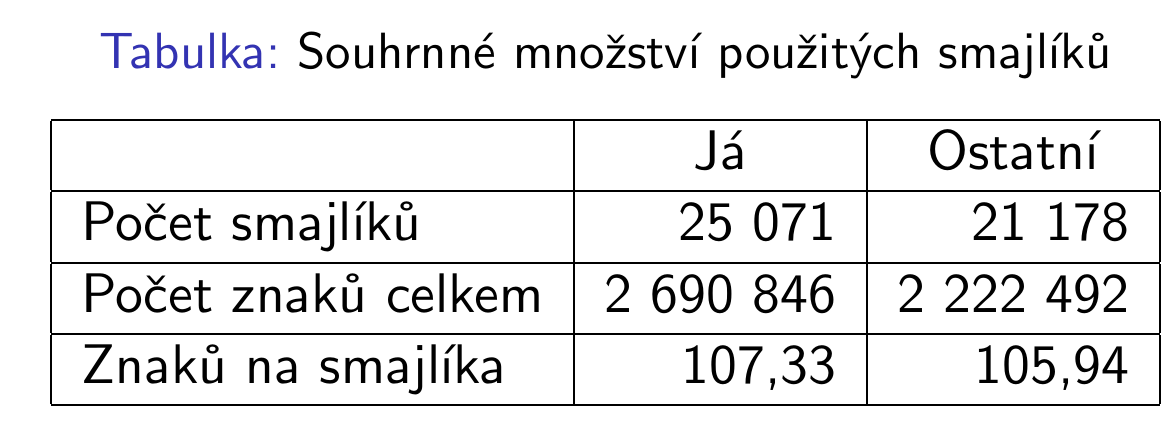 Tabulka: Souhrnné množství použitých smajlíků
Já Ostatní
Počet smajlíků 25 071 21 178
Počet znaků celkem 2 690 846 2 222 492
Znaků na smajlíka 107,33 105,94